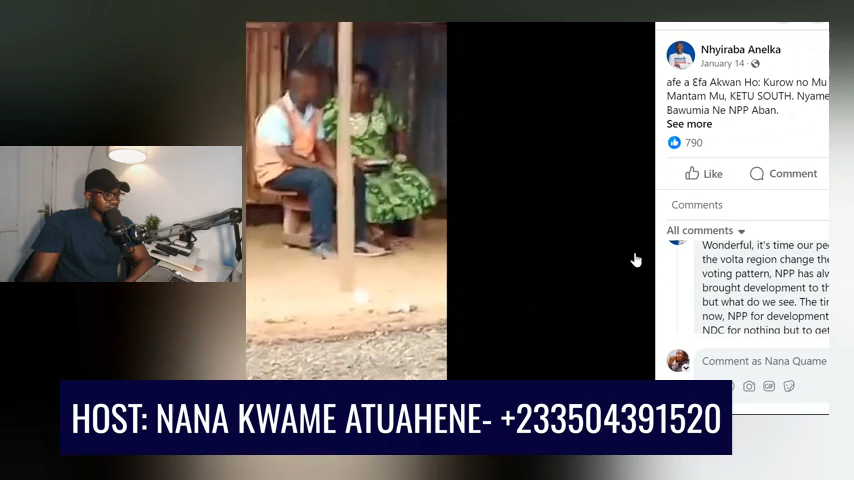 Nhyiraba Anelka
January 14 ·
afe a Ɛfa Akwan Ho: Kurow no Mu
Mantam Mu, KETU SOUTH. Nyame
Bawumia Ne NPP Aban.
See more
790
Like
Comment
Comments
All comments
Wonderful, it's time our pe
the volta region change the
voting pattern, NPP has alw
brought development to th
but what do we see. The tin
now, NPP for development
NDC for nothing but to get
Comment as Nana Quame
GIF
HOST: NANA KWAME ATUAHENE- +233504391520